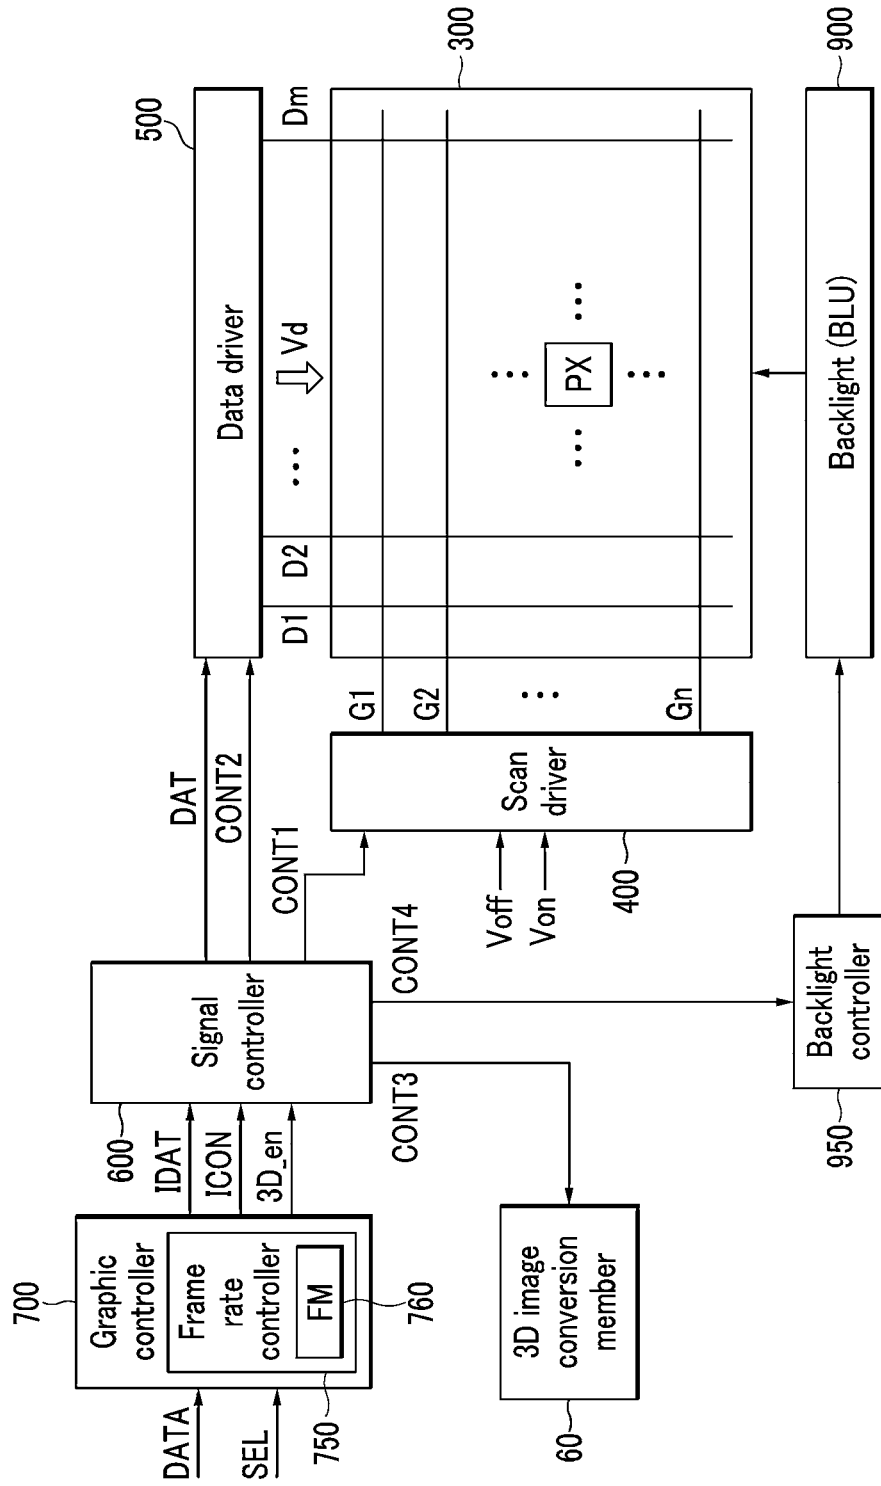 DATA
SEL
700
Graphic
controller
Frame
rate
controller
FM
750
760
IDAT
ICON
3D_en
600
Signal
controller
DAT
CONT2
CONT1
CONT4
CONT3
500
Data driver
D1
D2
...
Vd
Dm
300
G1
G2
...
Gn
Scan
driver
400
Voff
Von
...
...
PX
...
...
60
3D image
conversion
member
950
Backlight
controller
900
Backlight (BLU)